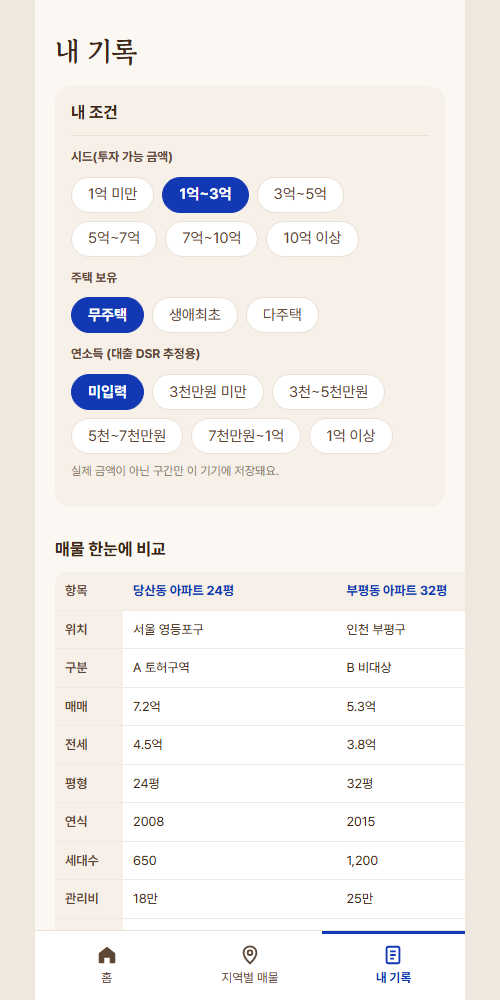 내 기록
내 조건
시드(투자 가능 금액)
1억 미만 1억~3억 3억~5억
5억~7억 7억~10억 10억 이상
주택 보유
무주택 생애최초 다주택
연소득 (대출 DSR 추정용)
미입력 3천만원 미만 3천~5천만원
5천~7천만원 7천만원~1억 1억 이상
실제 금액이 아닌 구간만 이 기기에 저장돼요.
매물 한눈에 비교
항목 당산동 아파트 24평 부평동 아파트 32평
위치 서울 영등포구 인천 부평구
구분 A 토허구역 B 비대상
매매 7.2억 5.3억
전세 4.5억 3.8억
평형 24평 32평
연식 2008 2015
세대수 650 1,200
관리비 18만 25만
홈 지역별 매물 내 기록